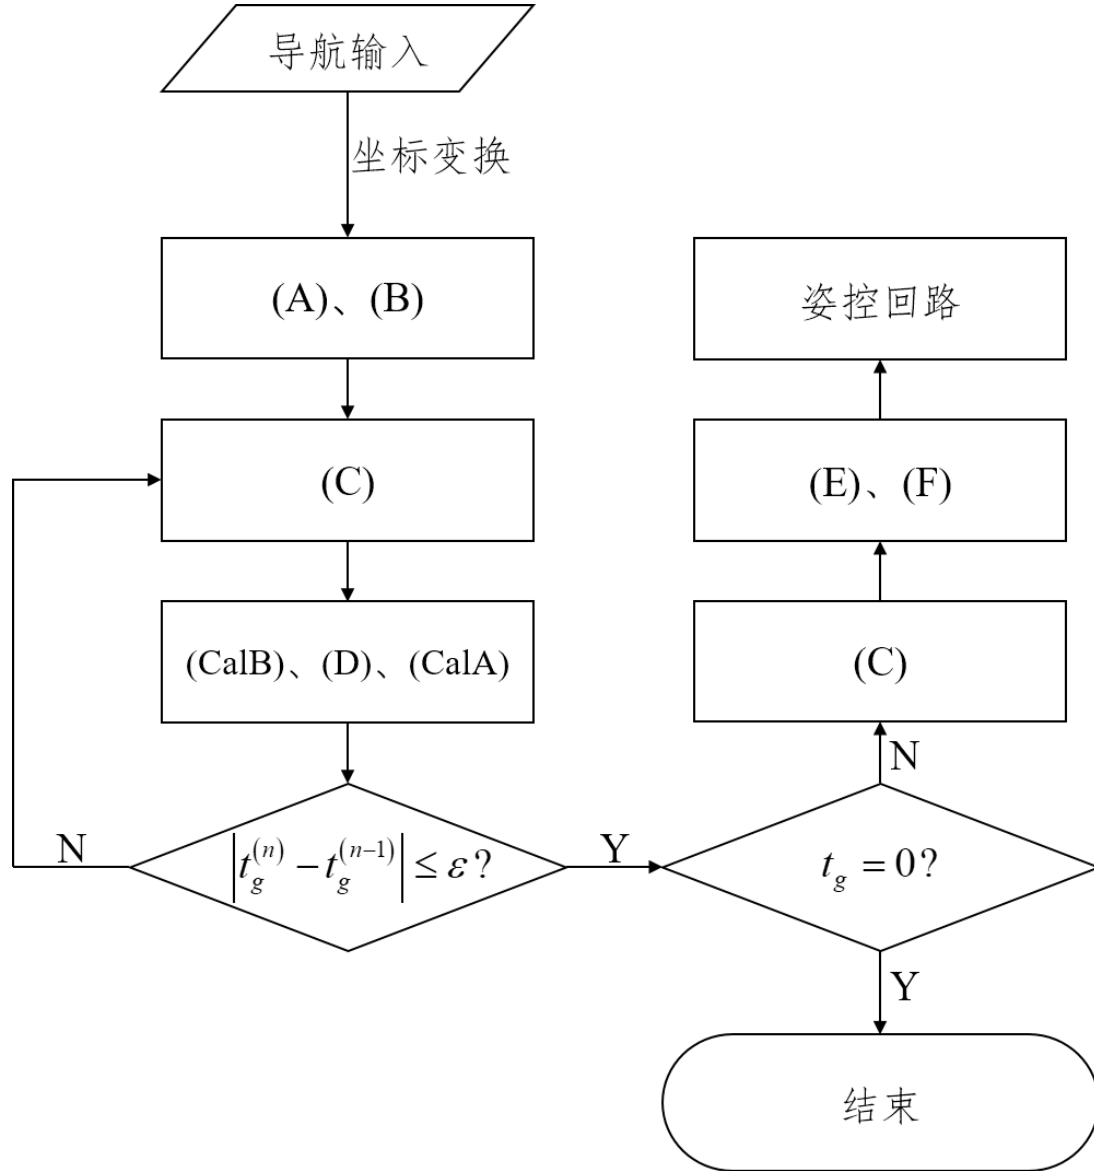 导航输入
坐标变换
(A)、(B)
姿控回路
(C)
(E)、(F)
(CalB)、(D)、(CalA)
(C)
N
N
|t_g^{(n)} - t_g^{(n-1)}| ≤ ε?
Y
t_g = 0?
Y
结束